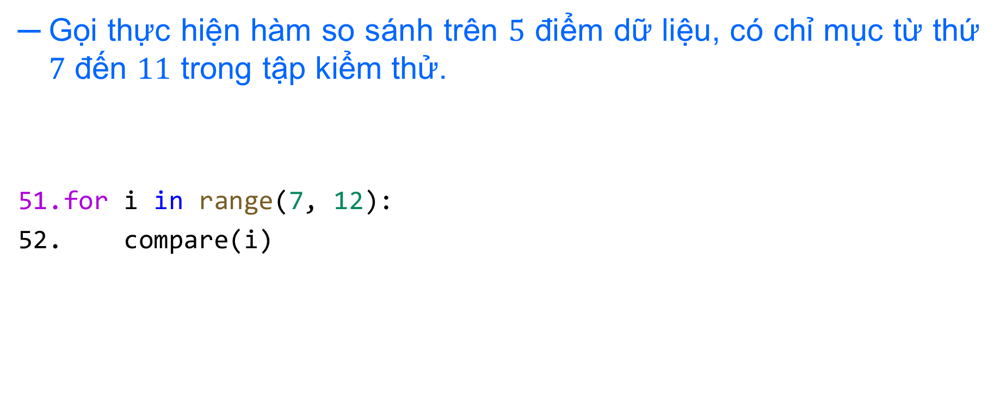 — Gọi thực hiện hàm so sánh trên 5 điểm dữ liệu, có chỉ mục từ thứ
7 đến 11 trong tập kiểm thử.
51.for i in range(7, 12):
52.    compare(i)